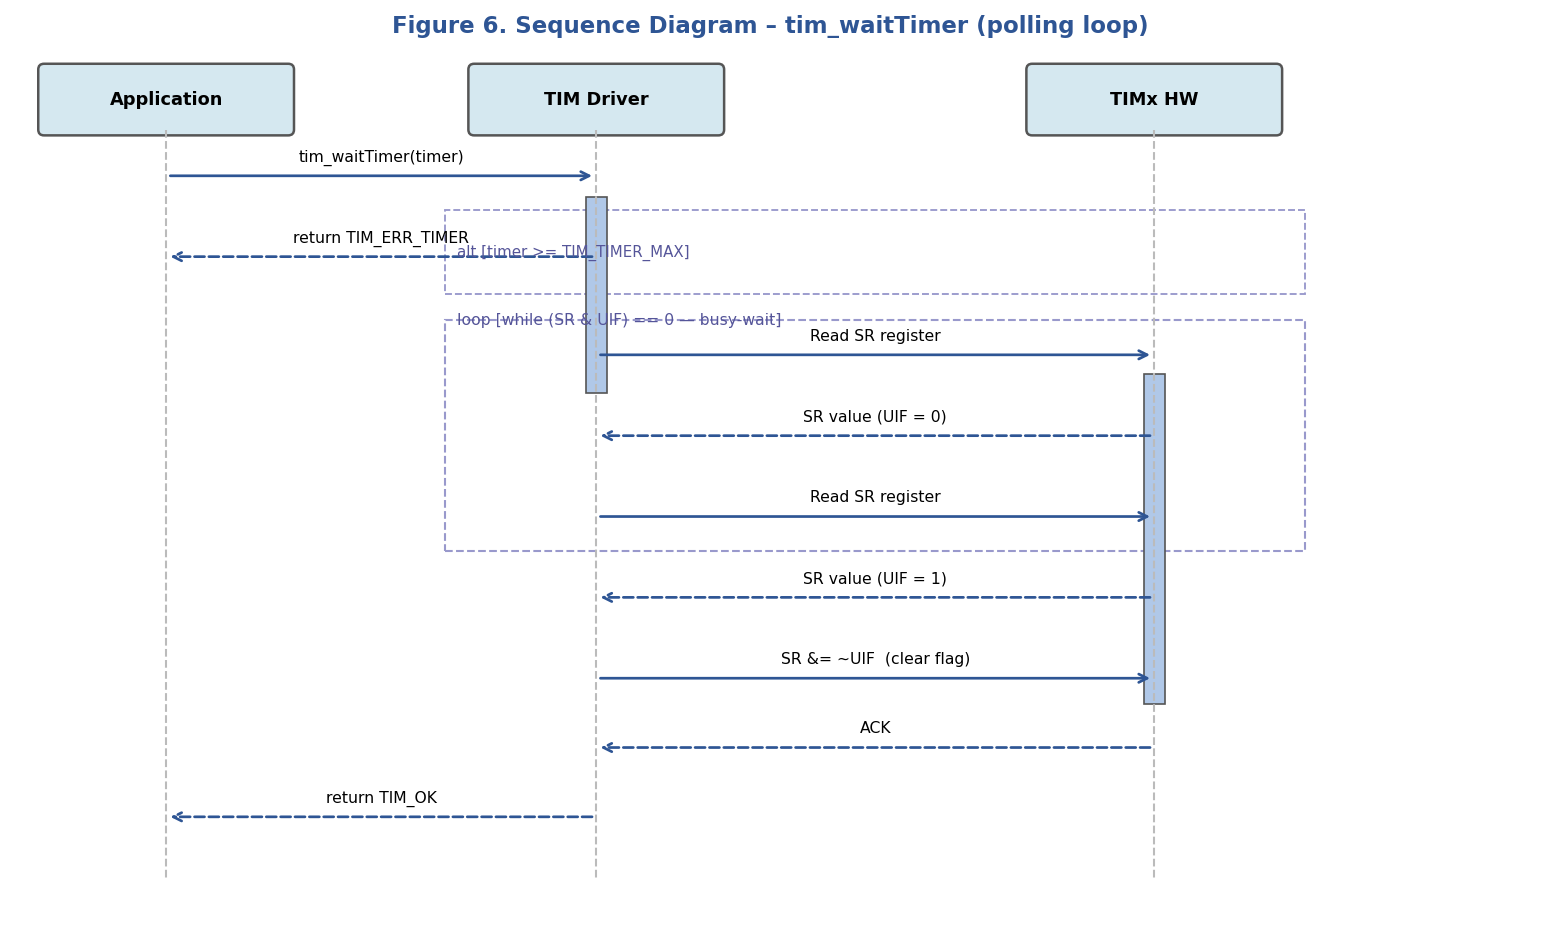 Figure 6. Sequence Diagram – tim_waitTimer (polling loop)
Application
TIM Driver
TIMx HW
tim_waitTimer(timer)
return TIM_ERR_TIMER
alt [timer >= TIM_TIMER_MAX]
loop [while (SR & UIF) == 0 — busy-wait]
Read SR register
SR value (UIF = 0)
Read SR register
SR value (UIF = 1)
SR &= ~UIF  (clear flag)
ACK
return TIM_OK